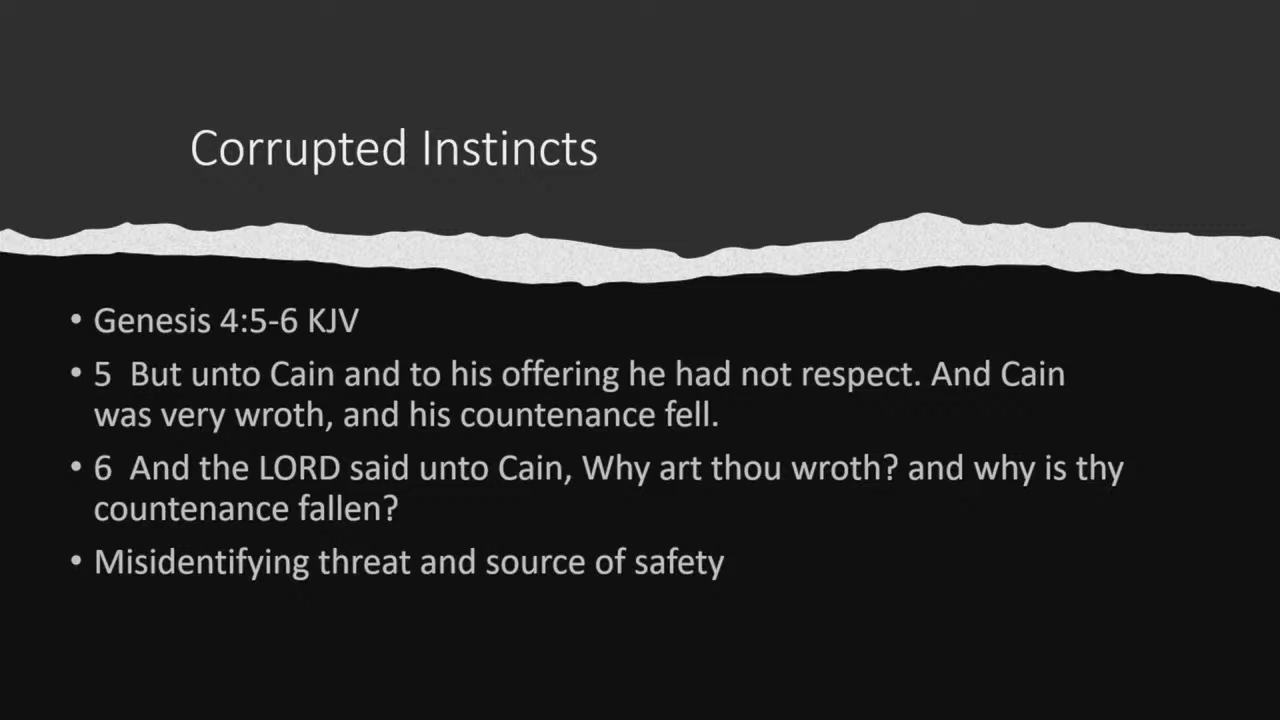 Corrupted Instincts
• Genesis 4:5-6 KJV
• 5  But unto Cain and to his offering he had not respect. And Cain
was very wroth, and his countenance fell.
• 6  And the LORD said unto Cain, Why art thou wroth? and why is thy
countenance fallen?
• Misidentifying threat and source of safety